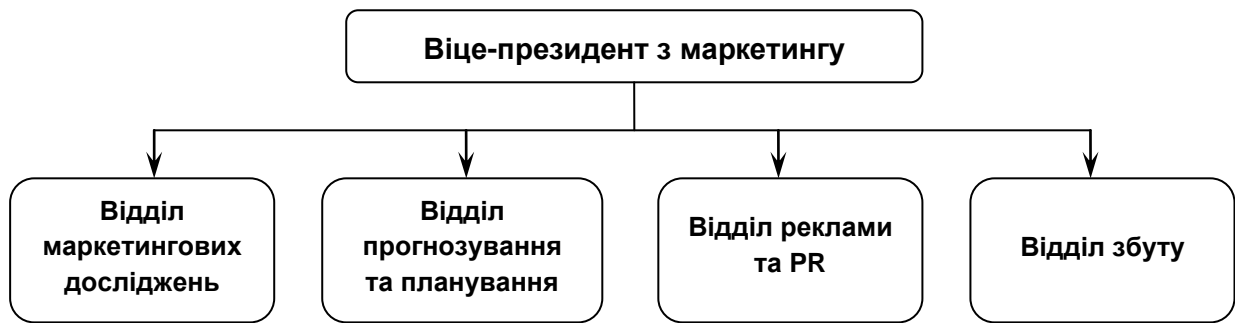 Віце-президент з маркетингу
Відділ
маркетингових
досліджень
Відділ
прогнозування
та планування
Відділ реклами
та PR
Відділ збуту